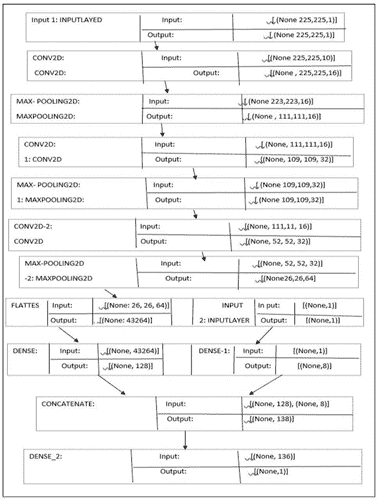 Input 1: INPUTLAYED Input: [(None 225,225,1)]
Output: [(None 225,225,1)]
CONV2D: Input: [(None 225,225,10)]
CONV2D: Output: [(None , 225,225,16)]
MAX- POOLING2D: Input: [(None 223,223,16)]
MAXPOOLING2D: Output: [(None , 111,111,16)]
CONV2D: Input: [(None, 111,111,16)]
1: CONV2D Output: [(None, 109, 109, 32)]
MAX- POOLING2D: Input: [(None 109,109,32)]
1: MAXPOOLING2D Output: [(None 109,109,32)]
CONV2D-2: Input: [(None, 111,11, 16)]
CONV2D Output: [(None, 52, 52, 32)]
MAX-POOLING2D Input: [(None, 52, 52, 32)]
-2: MAXPOOLING2D Output: [(None26,26,64]
FLATTES Input: [(None: 26, 26, 64)] INPUT In put: [(None,1)]
Output: [(None: 43264)] 2: INPUTLAYER Output: [(None,1)]
DENSE: Input: [(None, 43264)] DENSE-1: Input: [(None,1)]
Output: [(None, 128)] Output: [(None,8)]
CONCATENATE: Input: [(None, 128), (None, 8)]
Output: [(None, 138)]
DENSE_2: Input: [(None, 136)]
Output: [(None,1)]